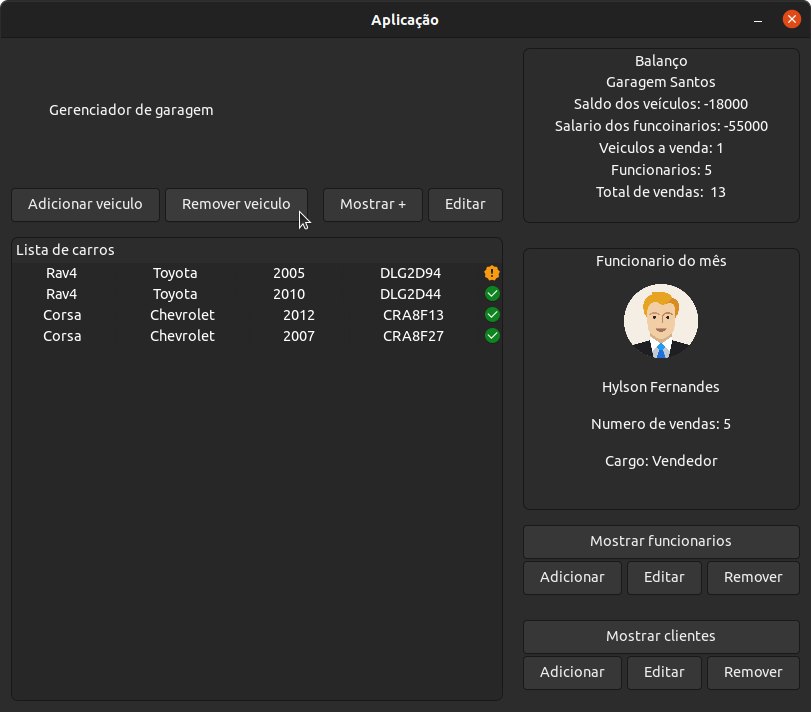 Aplicação
Gerenciador de garagem
Adicionar veiculo
Remover veiculo
Mostrar +
Editar
Lista de carros
Rav4 Toyota 2005 DLG2D94
Rav4 Toyota 2010 DLG2D44
Corsa Chevrolet 2012 CRA8F13
Corsa Chevrolet 2007 CRA8F27
Balanço
Garagem Santos
Saldo dos veículos: -18000
Salario dos funcoinarios: -55000
Veiculos a venda: 1
Funcionarios: 5
Total de vendas: 13
Funcionario do mês
Hylson Fernandes
Numero de vendas: 5
Cargo: Vendedor
Mostrar funcionarios
Adicionar
Editar
Remover
Mostrar clientes
Adicionar
Editar
Remover